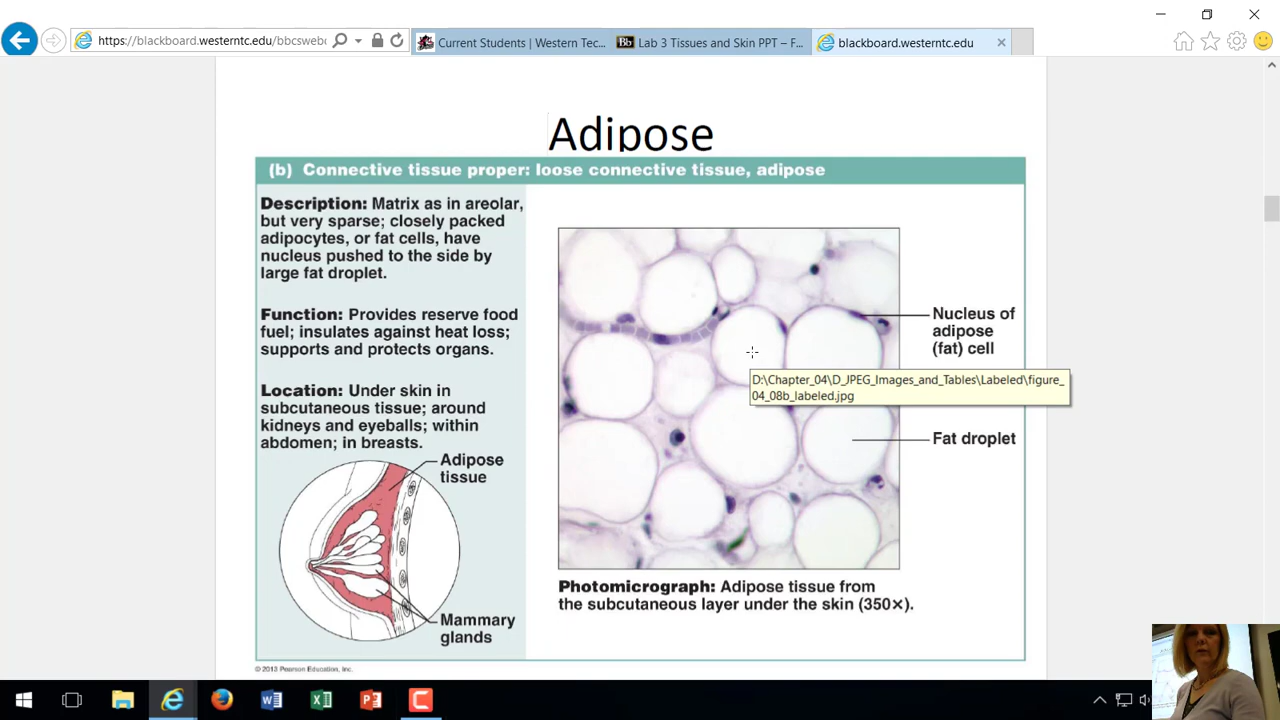 https://blackboard.westerntc.edu/bbcswebc
Current Students | Western Tec...
Bb Lab 3 Tissues and Skin PPT – F...
blackboard.westerntc.edu
Adipose
(b) Connective tissue proper: loose connective tissue, adipose
Description: Matrix as in areolar,
but very sparse; closely packed
adipocytes, or fat cells, have
nucleus pushed to the side by
large fat droplet.
Function: Provides reserve food
fuel; insulates against heat loss;
supports and protects organs.
Location: Under skin in
subcutaneous tissue; around
kidneys and eyeballs; within
abdomen; in breasts.
Adipose
tissue
Mammary
glands
Nucleus of
adipose
(fat) cell
D:\Chapter_04\D_JPEG_Images_and_Tables\Labeled\figure_
04_08b_labeled.jpg
Fat droplet
Photomicrograph: Adipose tissue from
the subcutaneous layer under the skin (350×).
© 2013 Pearson Education, Inc.